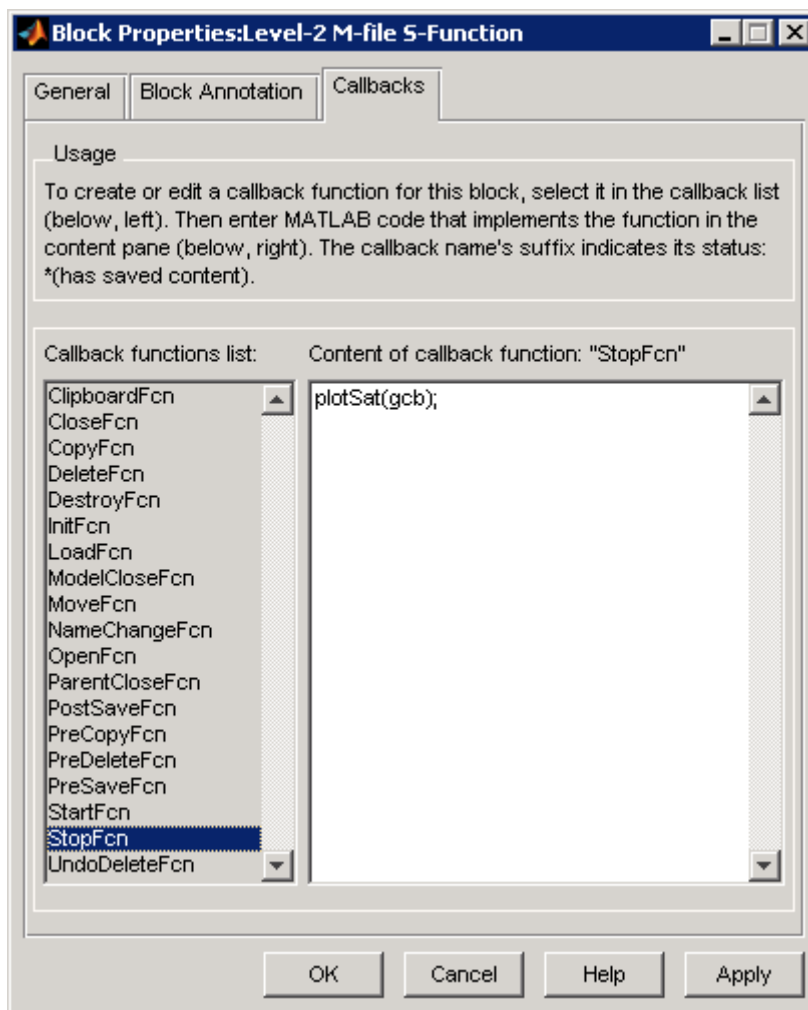 Block Properties:Level-2 M-file S-Function
General
Block Annotation
Callbacks
Usage
To create or edit a callback function for this block, select it in the callback list
(below, left). Then enter MATLAB code that implements the function in the
content pane (below, right). The callback name's suffix indicates its status:
*(has saved content).
Callback functions list:
Content of callback function: "StopFcn"
ClipboardFcn
CloseFcn
CopyFcn
DeleteFcn
DestroyFcn
InitFcn
LoadFcn
ModelCloseFcn
MoveFcn
NameChangeFcn
OpenFcn
ParentCloseFcn
PostSaveFcn
PreCopyFcn
PreDeleteFcn
PreSaveFcn
StartFcn
StopFcn
UndoDeleteFcn
plotSat(gcb);
OK
Cancel
Help
Apply